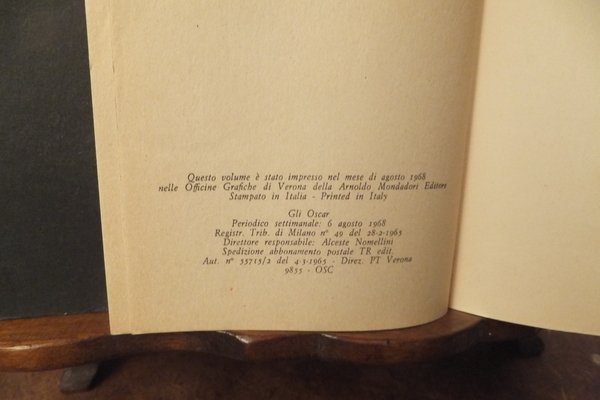 Questo volume è stato impresso nel mese di agosto 1968
nelle Officine Grafiche di Verona della Arnoldo Mondadori Editore
Stampato in Italia - Printed in Italy
Gli Oscar
Periodico settimanale: 6 agosto 1968
Registr. Trib. di Milano n° 49 del 28-2-1965
Direttore responsabile: Alceste Nomellini
Spedizione abbonamento postale TR edit.
Aut. n° 55715/2 del 4-3-1965 - Direz. PT Verona
9835 - OSC